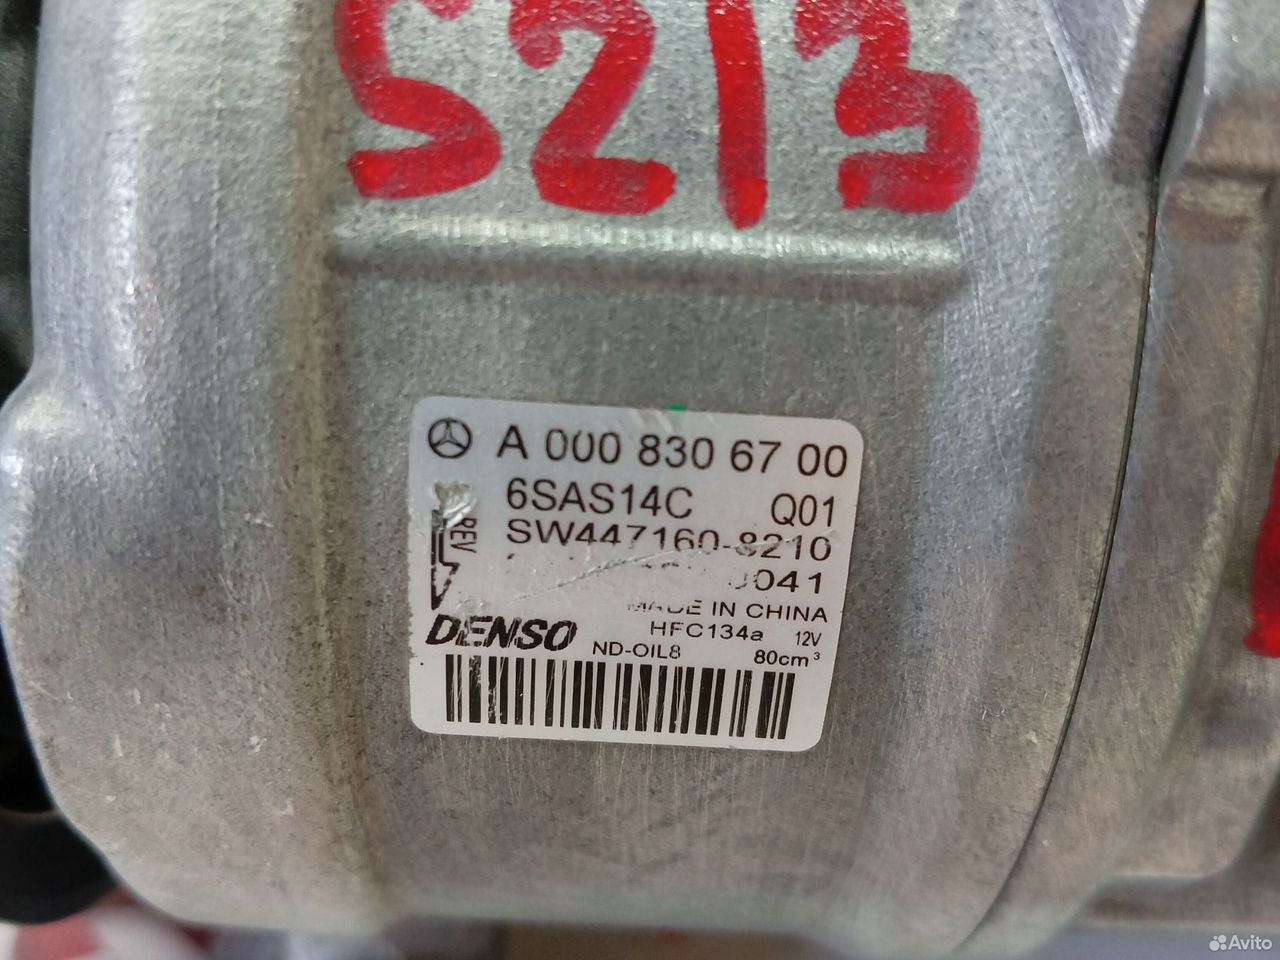 S213
A 000 830 67 00
6SAS14C Q01
SW447160-8210
041
REV
MADE IN CHINA
DENSO
HFC134a 12V
ND-OIL8 80cm³
Avito